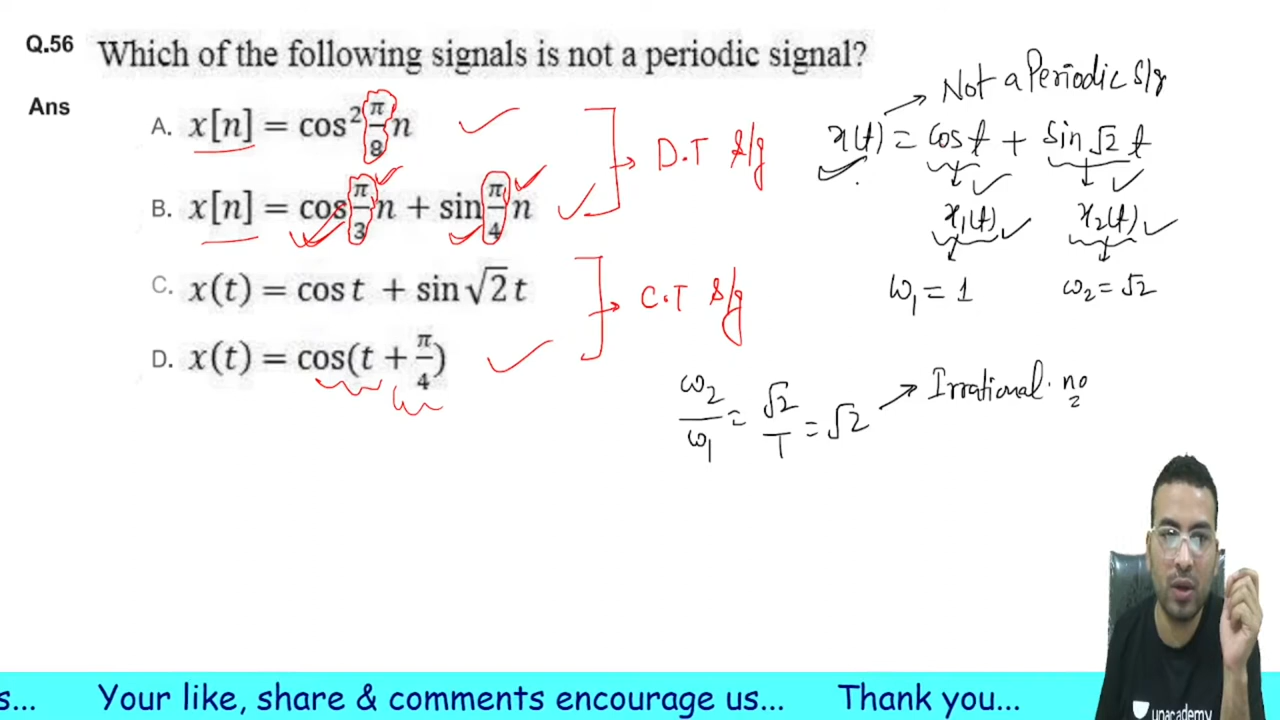 Q.56 Which of the following signals is not a periodic signal?
Ans
A. x[n] = cos² π/8 n
B. x[n] = cos π/3 n + sin π/4 n
C. x(t) = cos t + sin √2 t
D. x(t) = cos(t + π/4)
D.T S/g
C.T S/g
Not a Periodic S/g
x(t) = cos t + sin √2 t
x₁(t) x₂(t)
ω₁ = 1 ω₂ = √2
ω₂/ω₁ = √2/1 = √2 → Irrational no
s... Your like, share & comments encourage us... Thank you...
unacademy